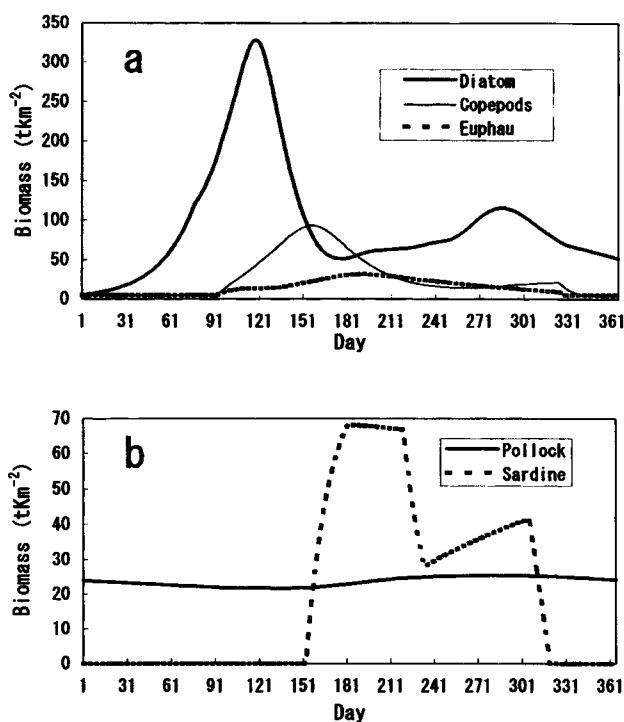 a
350
300
250
200
150
100
50
0
Biomass (tkm-2)
Diatom
Copepods
Euphau
1 31 61 91 121 151 181 211 241 271 301 331 361
Day
b
70
60
50
40
30
20
10
0
Biomass (tKm-2)
Pollock
Sardine
1 31 61 91 121 151 181 211 241 271 301 331 361
Day